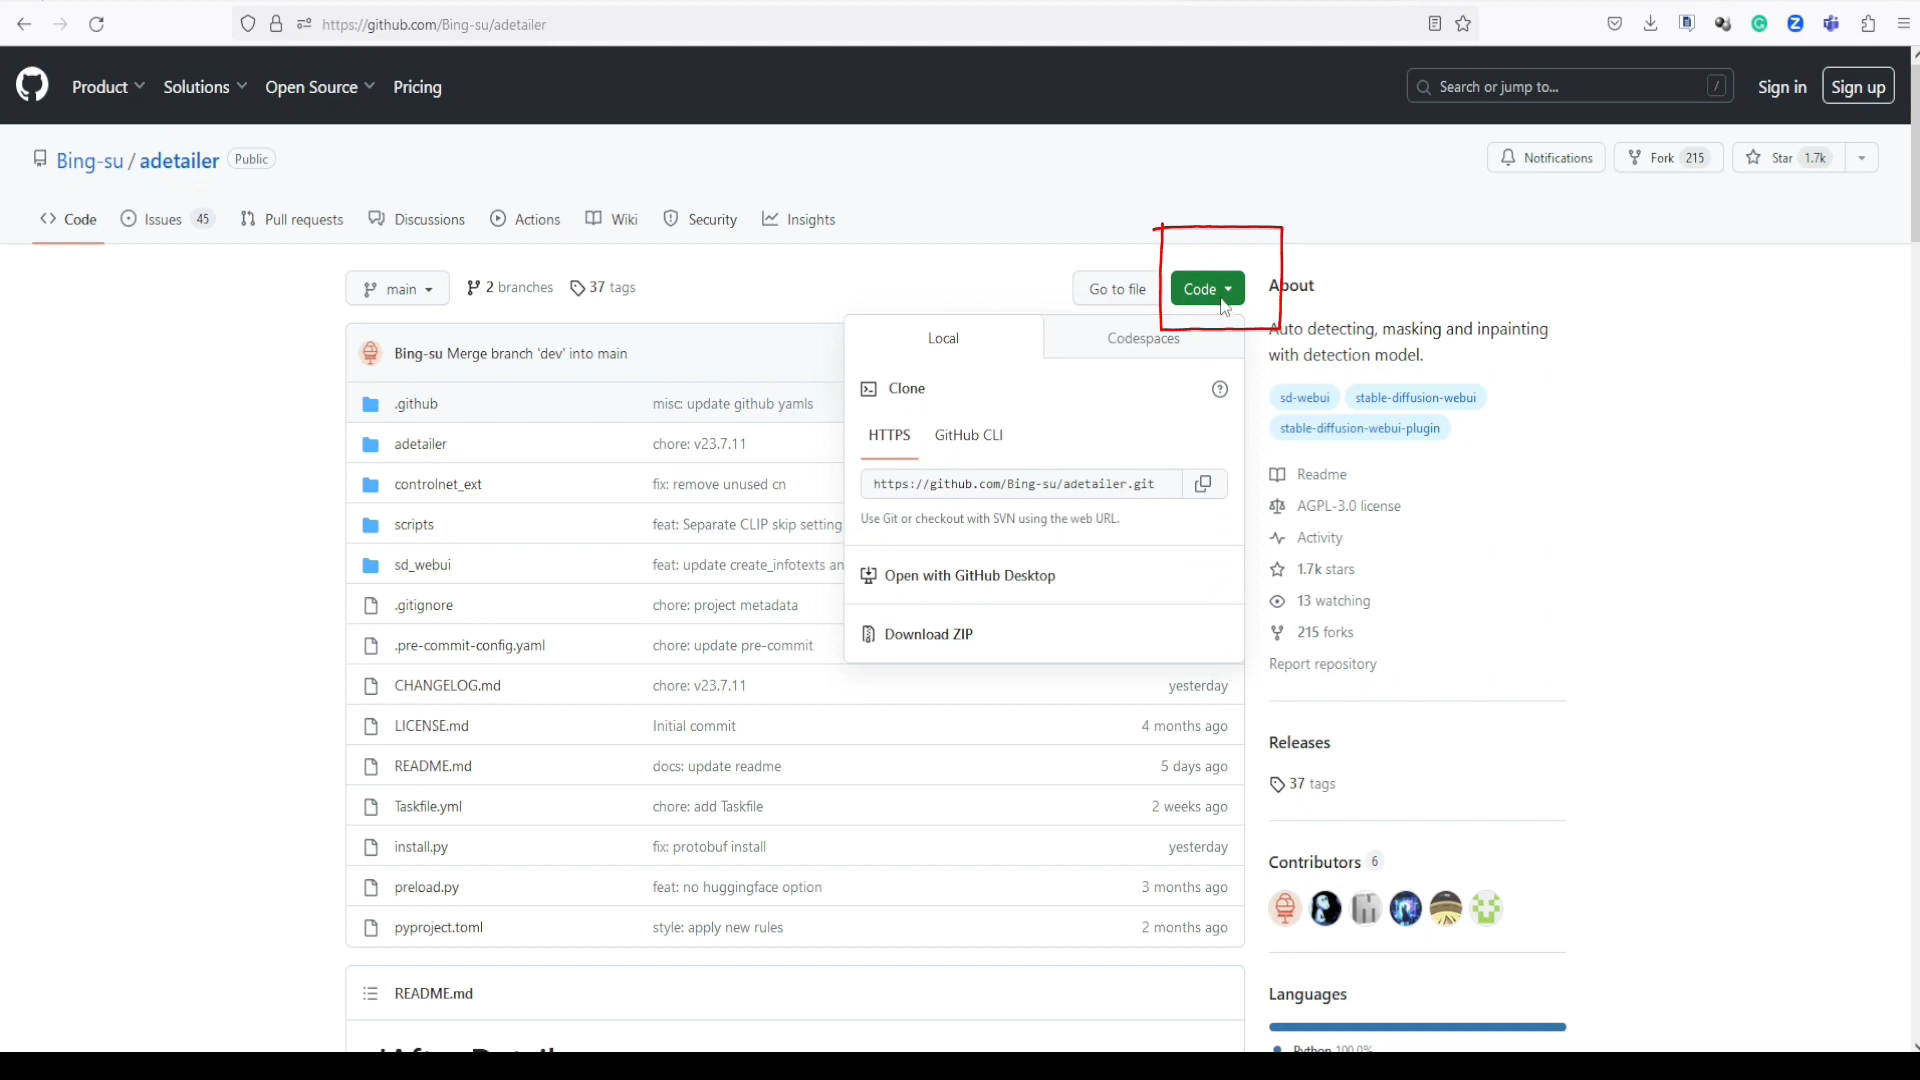 https://github.com/Bing-su/adetailer
Product Solutions Open Source Pricing
Search or jump to...
/
Sign in
Sign up
Bing-su / adetailer Public
Notifications
Fork 215
Star 1.7k
Code
Issues 45
Pull requests
Discussions
Actions
Wiki
Security
Insights
main
2 branches
37 tags
Go to file
Code
Local
Codespaces
Clone
HTTPS
GitHub CLI
https://github.com/Bing-su/adetailer.git
Use Git or checkout with SVN using the web URL.
Open with GitHub Desktop
Download ZIP
Bing-su Merge branch 'dev' into main
.github misc: update github yamls
adetailer chore: v23.7.11
controlnet_ext fix: remove unused cn
scripts feat: Separate CLIP skip setting
sd_webui feat: update create_infotexts an
.gitignore chore: project metadata
.pre-commit-config.yaml chore: update pre-commit
CHANGELOG.md chore: v23.7.11 yesterday
LICENSE.md Initial commit 4 months ago
README.md docs: update readme 5 days ago
Taskfile.yml chore: add Taskfile 2 weeks ago
install.py fix: protobuf install yesterday
preload.py feat: no huggingface option 3 months ago
pyproject.toml style: apply new rules 2 months ago
README.md
About
Auto detecting, masking and inpainting
with detection model.
sd-webui stable-diffusion-webui
stable-diffusion-webui-plugin
Readme
AGPL-3.0 license
Activity
1.7k stars
13 watching
215 forks
Report repository
Releases
37 tags
Contributors 6
Languages
Python 100.0%